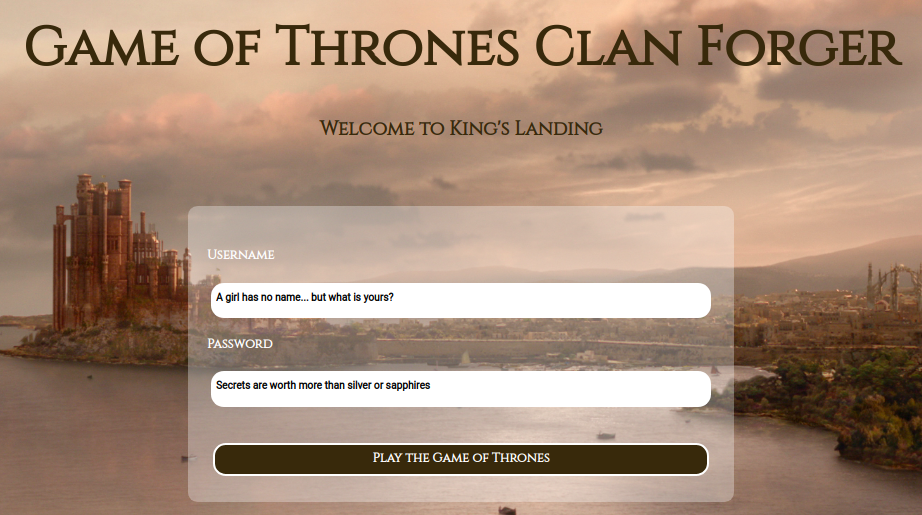 Game of Thrones Clan Forger
Welcome to King's Landing
Username
A girl has no name... but what is yours?
Password
Secrets are worth more than silver or sapphires
Play the Game of Thrones